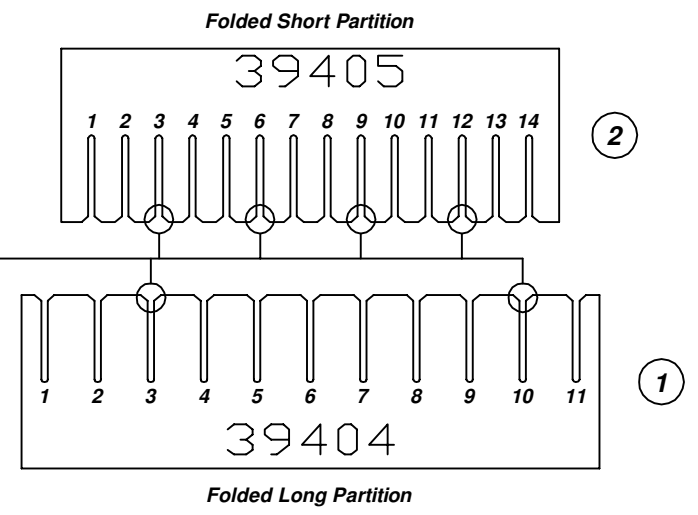 Folded Short Partition
39405
1 2 3 4 5 6 7 8 9 10 11 12 13 14
2
1 2 3 4 5 6 7 8 9 10 11
1
39404
Folded Long Partition